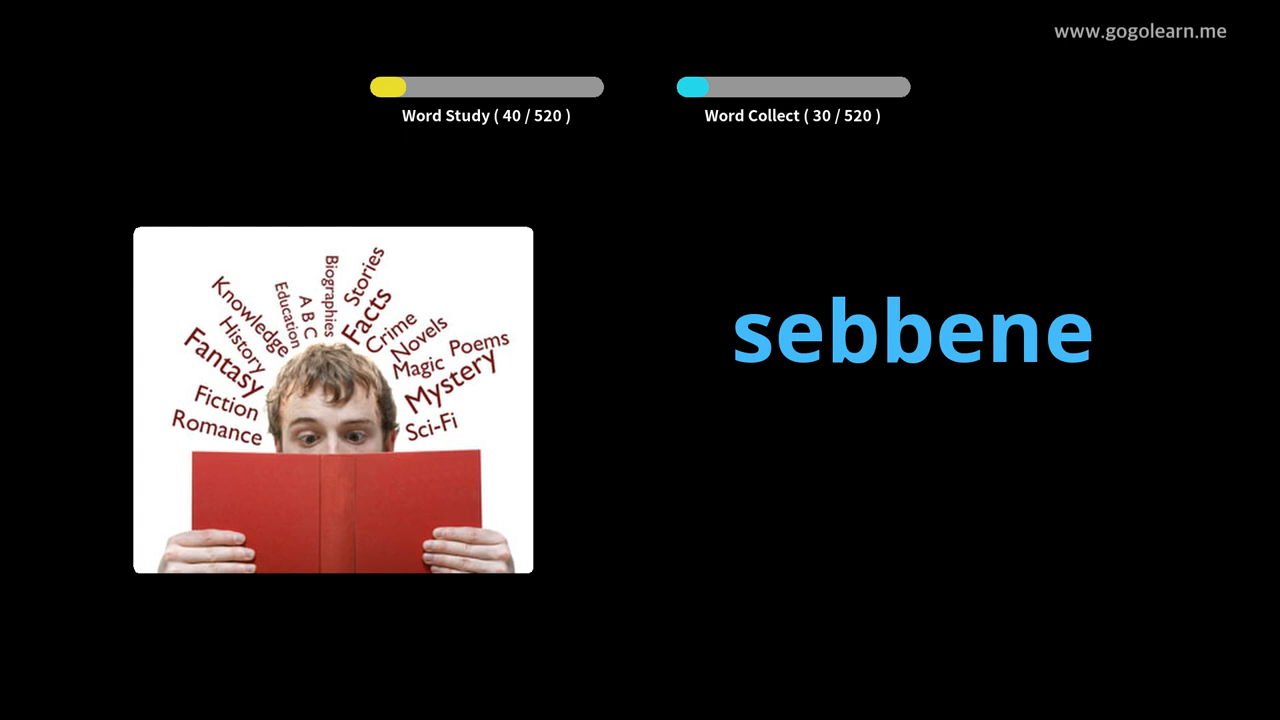 www.gogolearn.me
Word Study ( 40 / 520 )
Word Collect ( 30 / 520 )
Biographies
Stories
Education
A B C
Facts
Knowledge
Crime
History
Novels
Poems
Fantasy
Magic
Mystery
Fiction
Romance
Sci-Fi
sebbene